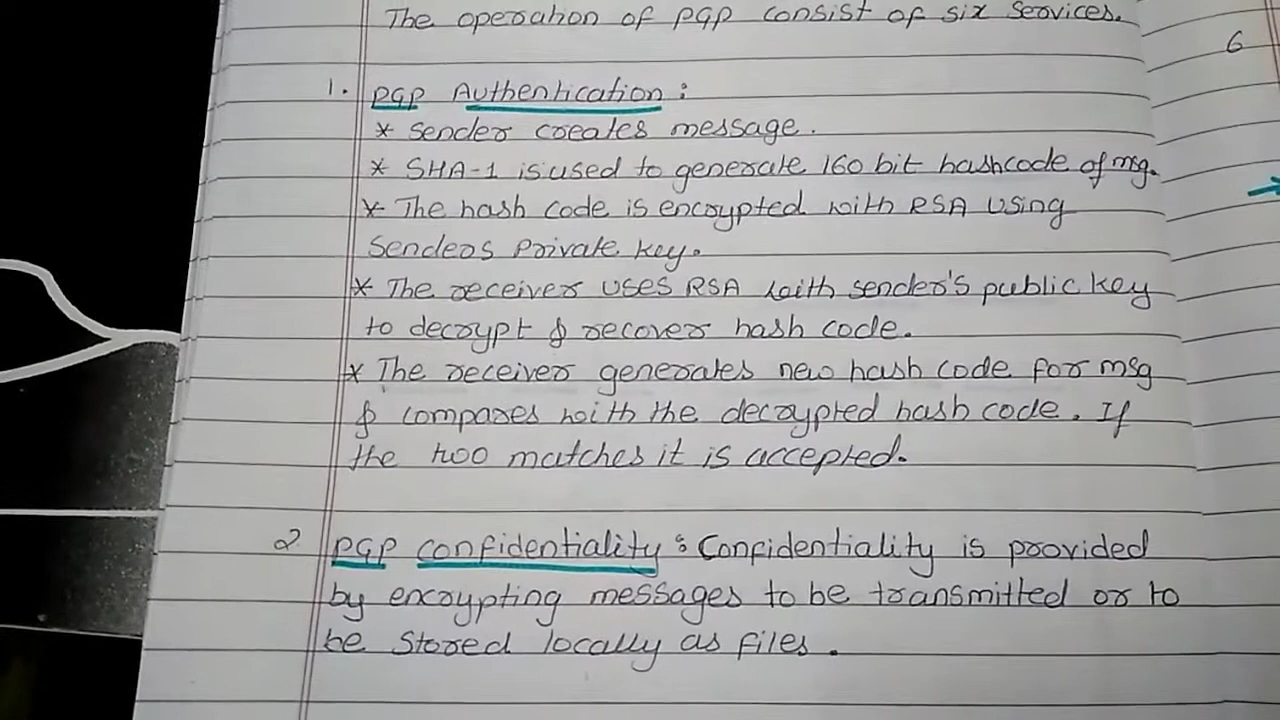 The operation of PGP consist of six services.
6
1. PGP Authentication :
* Sender creates message.
* SHA-1 is used to generate 160 bit hashcode of msg.
* The hash code is encrypted with RSA using
Senders Private key.
* The receiver uses RSA with sender's public key
to decrypt & recover hash code.
* The receiver generates new hash code for msg
& compares with the decrypted hash code. If
the two matches it is accepted.
2 PGP Confidentiality : Confidentiality is provided
by encrypting messages to be transmitted or to
be stored locally as files.